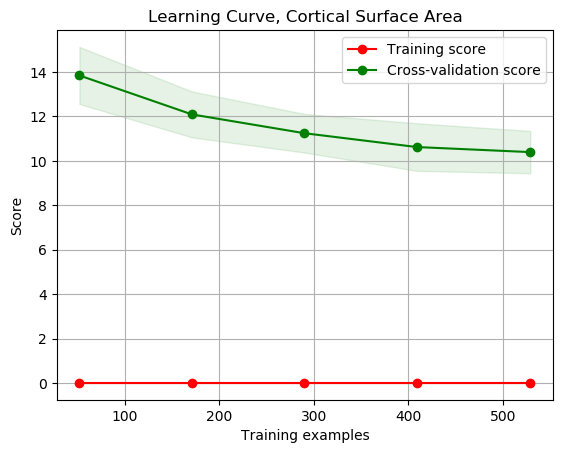 Learning Curve, Cortical Surface Area
Training score
Cross-validation score
14
12
10
8
6
4
2
0
Score
100
200
300
400
500
Training examples